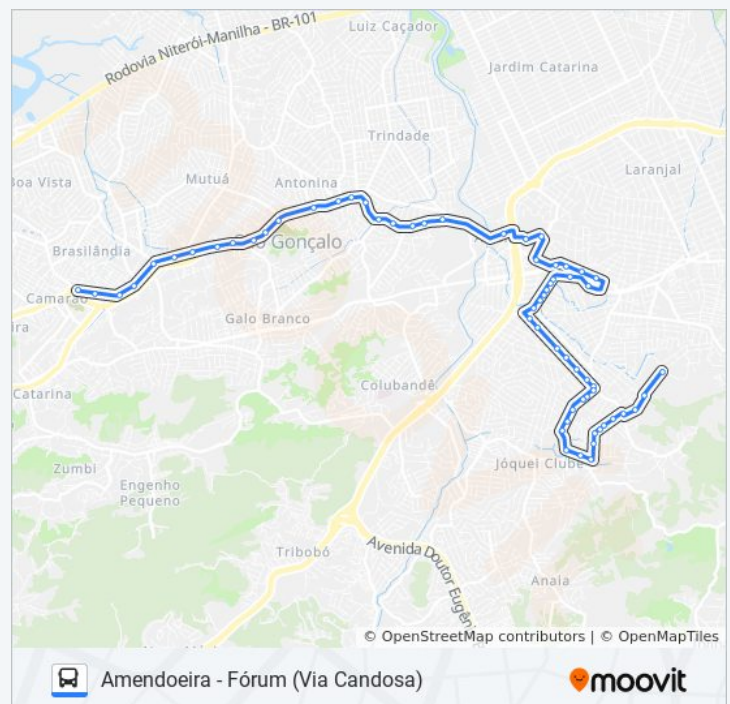 Luiz Caçador
Rodovia Niterói-Manilha - BR-101
Jardim Catarina
Trindade
Laranjal
Boa Vista
Mutuá
Antonina
Gonçalo
Brasilândia
Camarão
Galo Branco
Colubandê
Catarina
Zumbi
Engenho
Pequeno
Jóquei Clube
Tribobó
Avenida Doutor Eugêni
Anaia
© OpenStreetMap contributors | © OpenMapTiles
Amendoeira - Fórum (Via Candosa)
moovit